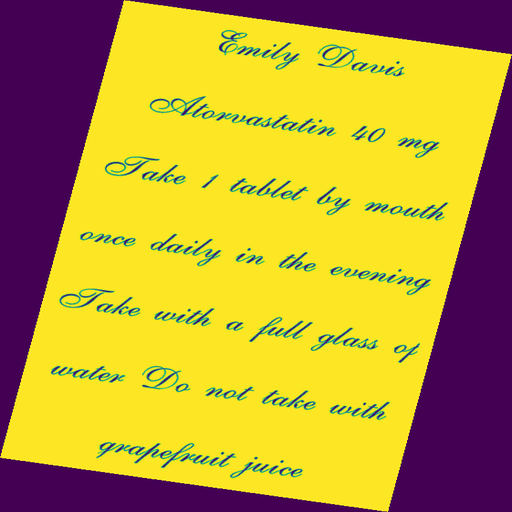 Emily Davis
Atorvastatin 40 mg
Take 1 tablet by mouth
once daily in the evening
Take with a full glass of
water Do not take with
grapefruit juice